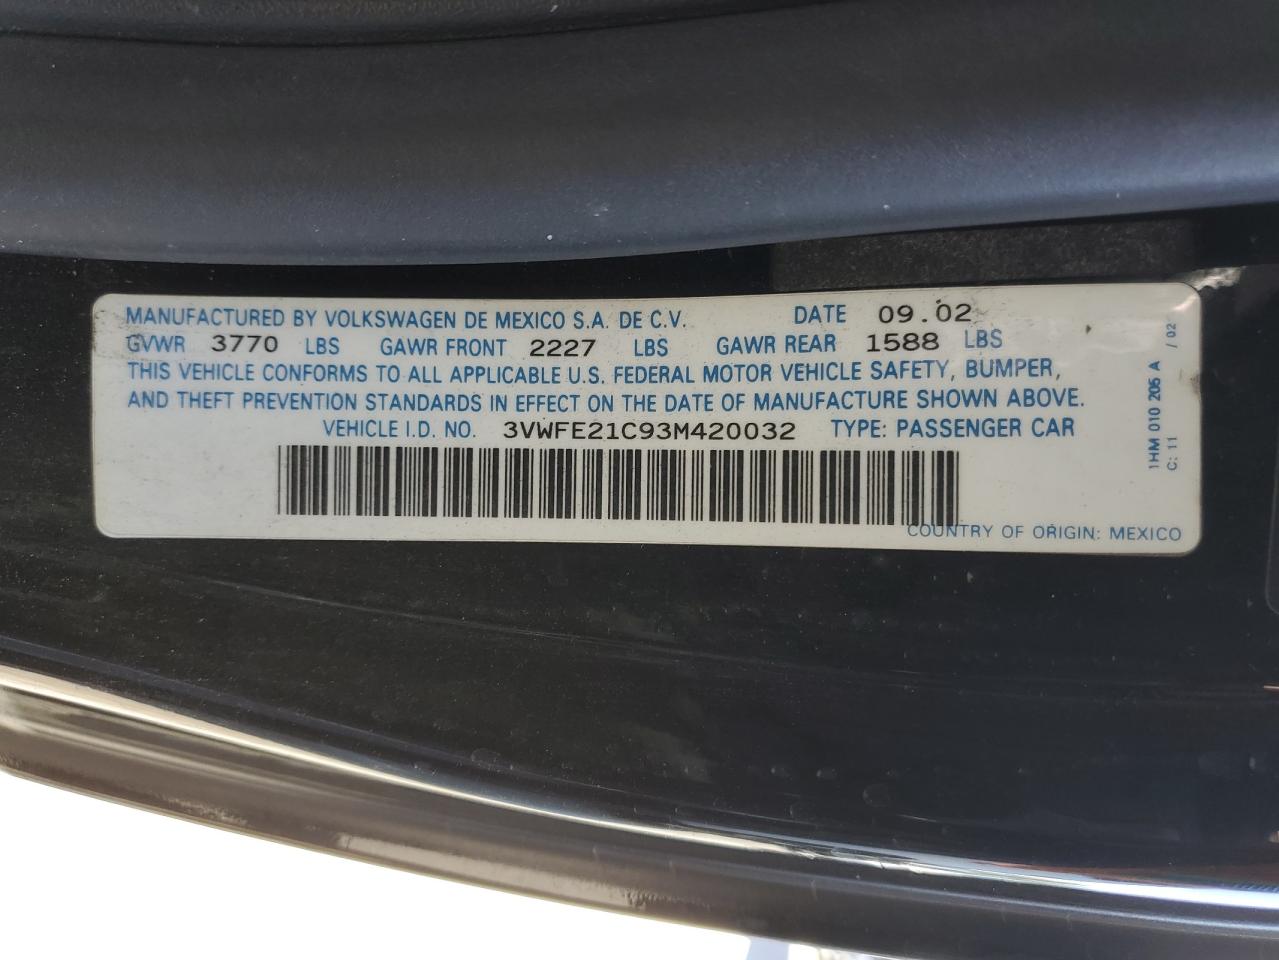 MANUFACTURED BY VOLKSWAGEN DE MEXICO S.A. DE C.V. DATE 09.02
GVWR 3770 LBS GAWR FRONT 2227 LBS GAWR REAR 1588 LBS
THIS VEHICLE CONFORMS TO ALL APPLICABLE U.S. FEDERAL MOTOR VEHICLE SAFETY, BUMPER,
AND THEFT PREVENTION STANDARDS IN EFFECT ON THE DATE OF MANUFACTURE SHOWN ABOVE.
VEHICLE I.D. NO. 3VWFE21C93M420032 TYPE: PASSENGER CAR
COUNTRY OF ORIGIN: MEXICO
1HM 010 205 A
C: 11 / 02